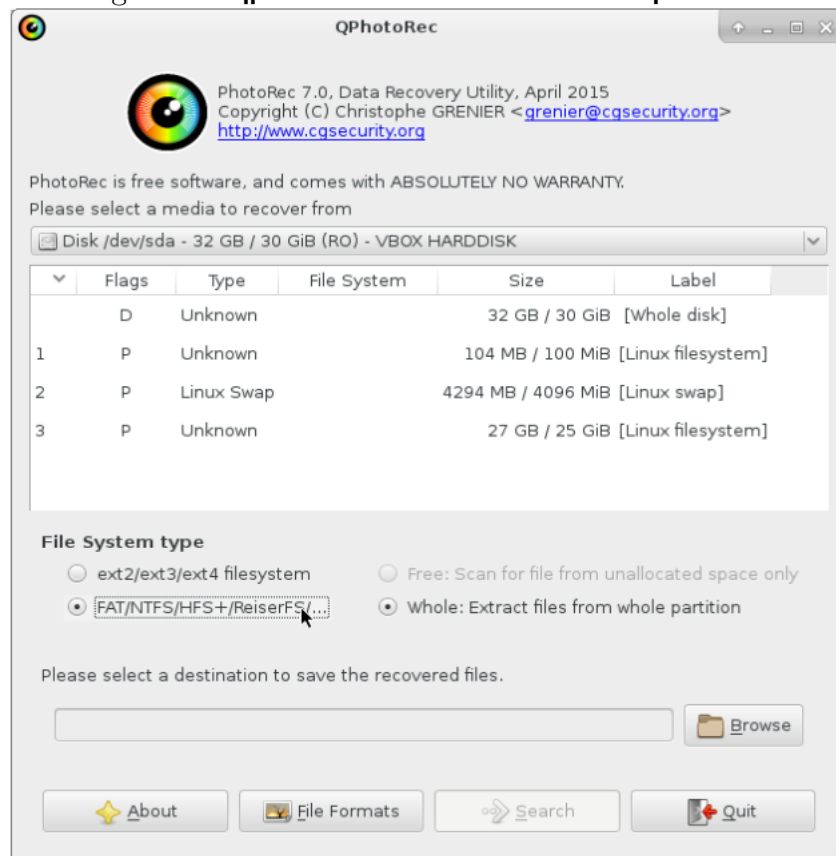 QPhotoRec
PhotoRec 7.0, Data Recovery Utility, April 2015
Copyright (C) Christophe GRENIER <grenier@cgsecurity.org>
http://www.cgsecurity.org
PhotoRec is free software, and comes with ABSOLUTELY NO WARRANTY.
Please select a media to recover from
Disk /dev/sda - 32 GB / 30 GiB (RO) - VBOX HARDDISK
Flags Type File System Size Label
D Unknown 32 GB / 30 GiB [Whole disk]
1 P Unknown 104 MB / 100 MiB [Linux filesystem]
2 P Linux Swap 4294 MB / 4096 MiB [Linux swap]
3 P Unknown 27 GB / 25 GiB [Linux filesystem]
File System type
ext2/ext3/ext4 filesystem Free: Scan for file from unallocated space only
FAT/NTFS/HFS+/ReiserFS/... Whole: Extract files from whole partition
Please select a destination to save the recovered files.
Browse
About File Formats Search Quit